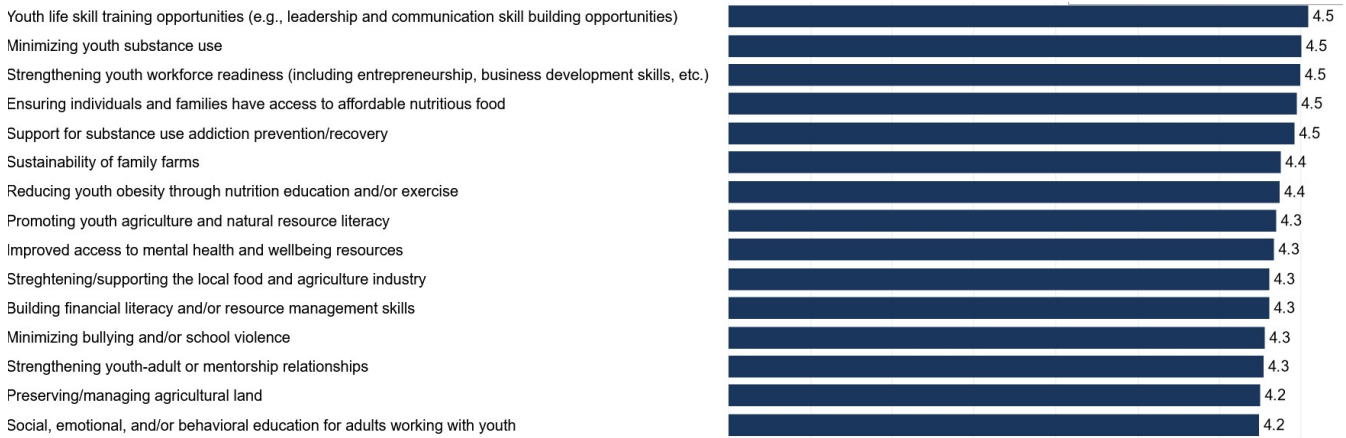 Youth life skill training opportunities (e.g., leadership and communication skill building opportunities) 4.5
Minimizing youth substance use 4.5
Strengthening youth workforce readiness (including entrepreneurship, business development skills, etc.) 4.5
Ensuring individuals and families have access to affordable nutritious food 4.5
Support for substance use addiction prevention/recovery 4.5
Sustainability of family farms 4.4
Reducing youth obesity through nutrition education and/or exercise 4.4
Promoting youth agriculture and natural resource literacy 4.3
Improved access to mental health and wellbeing resources 4.3
Streghtening/supporting the local food and agriculture industry 4.3
Building financial literacy and/or resource management skills 4.3
Minimizing bullying and/or school violence 4.3
Strengthening youth-adult or mentorship relationships 4.3
Preserving/managing agricultural land 4.2
Social, emotional, and/or behavioral education for adults working with youth 4.2